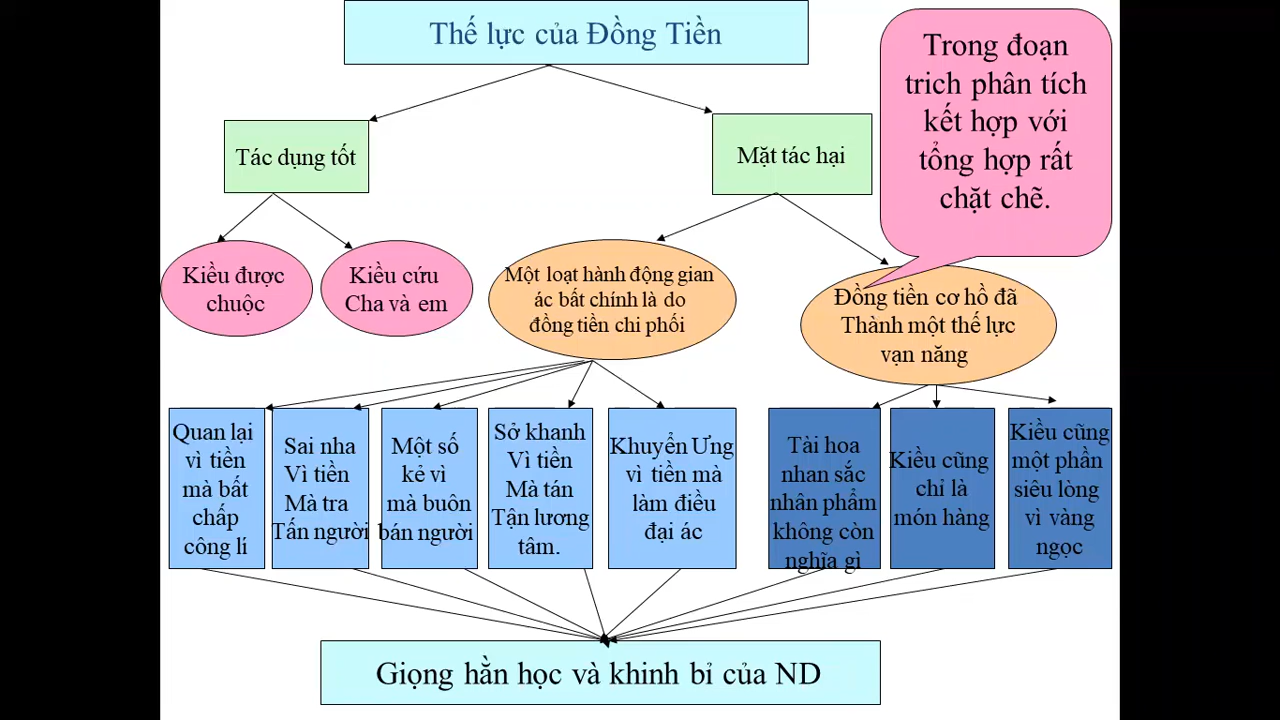 Thế lực của Đồng Tiền
Trong đoạn
trich phân tích
kết hợp với
tổng hợp rất
chặt chẽ.
Tác dụng tốt
Mặt tác hại
Kiều được
chuộc
Kiều cứu
Cha và em
Một loạt hành động gian
ác bất chính là do
đồng tiền chi phối
Đồng tiền cơ hồ đã
Thành một thế lực
vạn năng
Quan lại
vì tiền
mà bất
chấp
công lí
Sai nha
Vì tiền
Mà tra
Tấn người
Một số
kẻ vì
mà buôn
bán người
Sở khanh
Vì tiền
Mà tán
Tận lương
tâm.
Khuyển Ưng
vì tiền mà
làm điều
đại ác
Tài hoa
nhan sắc
nhân phẩm
không còn
nghĩa gì
Kiều cũng
chỉ là
món hàng
Kiều cũng
một phần
siêu lòng
vì vàng
ngọc
Giọng hằn học và khinh bỉ của ND